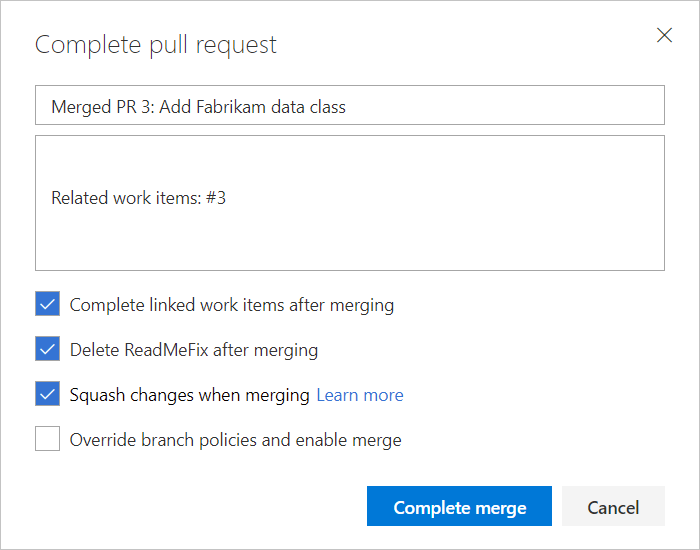 Complete pull request
Merged PR 3: Add Fabrikam data class
Related work items: #3
Complete linked work items after merging
Delete ReadMeFix after merging
Squash changes when merging Learn more
Override branch policies and enable merge
Complete merge Cancel